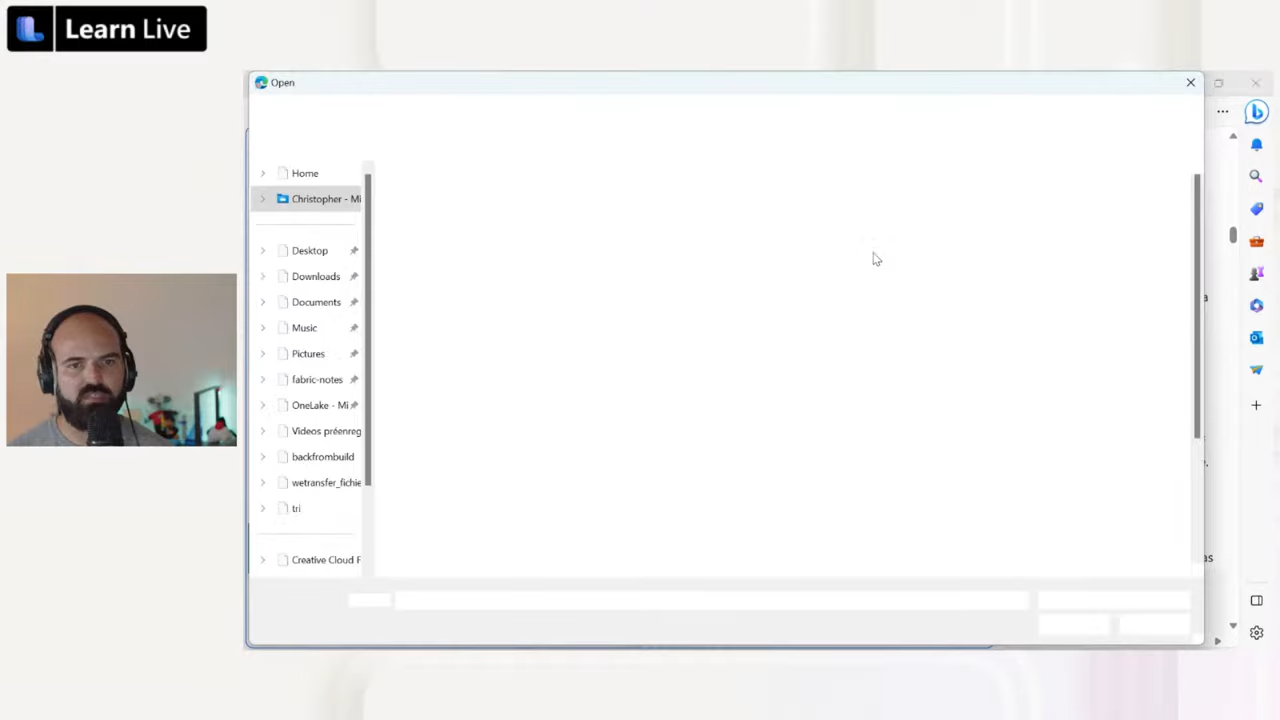 Learn Live
Open
Home
Christopher - Mi
Desktop
Downloads
Documents
Music
Pictures
fabric-notes
OneLake - Mi
Videos préenreg
backfrombuild
wetransfer_fichie
tri
Creative Cloud F
a
as